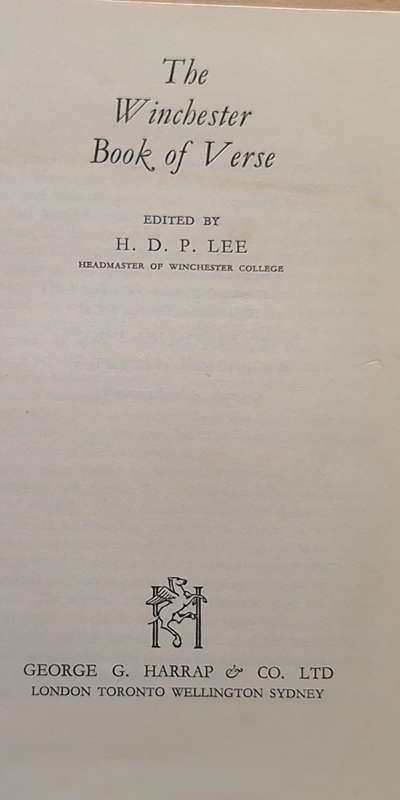 The
Winchester
Book of Verse
EDITED BY
H. D. P. LEE
HEADMASTER OF WINCHESTER COLLEGE
GEORGE G. HARRAP & CO. LTD
LONDON TORONTO WELLINGTON SYDNEY